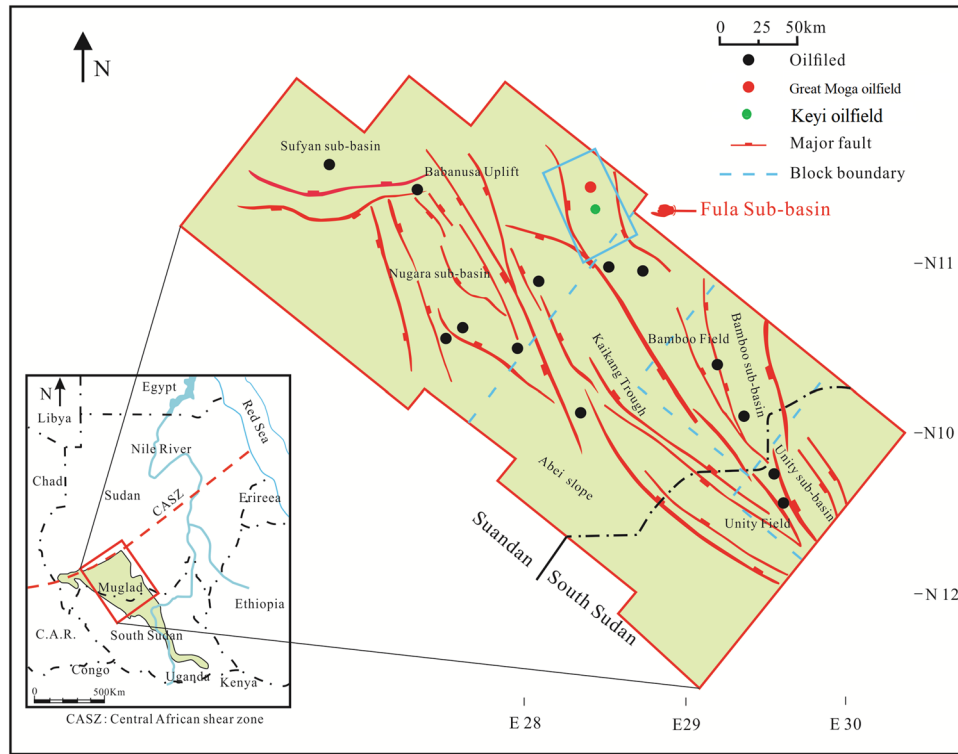 N
0 25 50km
Oilfiled
Great Moga oilfield
Keyi oilfield
Major fault
Block boundary
Fula Sub-basin
Sufyan sub-basin
Babanusa Uplift
Nugara sub-basin
Kaikang Trough
Bamboo Field
Bamboo sub-basin
Unity sub-basin
Unity Field
Abei slope
Suandan
South Sudan
N11
N10
N 12
E 28
E 29
E 30
N
Egypt
Libya
Red Sea
Nile River
Chad
Sudan
CASZ
Erireea
Muglad
Ethiopia
C.A.R.
South Sudan
Congo
Uganda
Kenya
0 500Km
CASZ: Central African shear zone